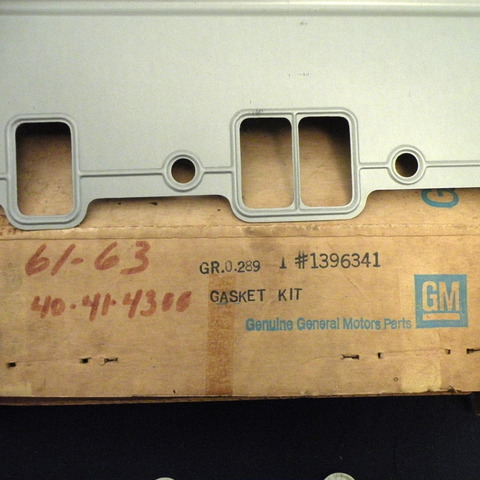 61-63
GR.0.289 1 #1396341
40-41-4300
GASKET KIT
GM
Genuine General Motors Parts